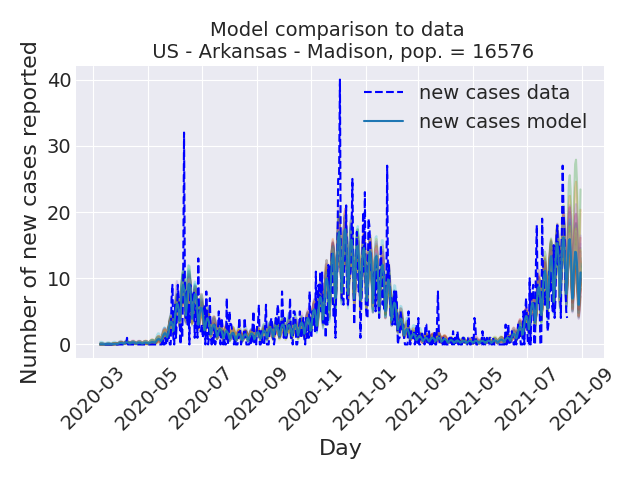 Model comparison to data
US - Arkansas - Madison, pop. = 16576
Number of new cases reported
40
30
20
10
0
new cases data
new cases model
2020-03
2020-05
2020-07
2020-09
2020-11
2021-01
2021-03
2021-05
2021-07
2021-09
Day